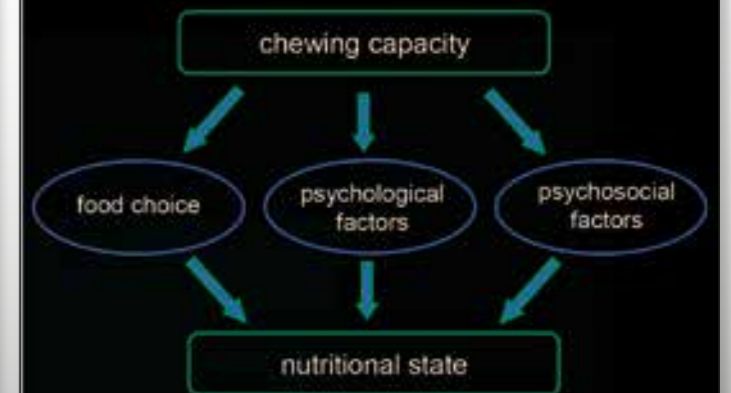 chewing capacity
food choice
psychological
factors
psychosocial
factors
nutritional state